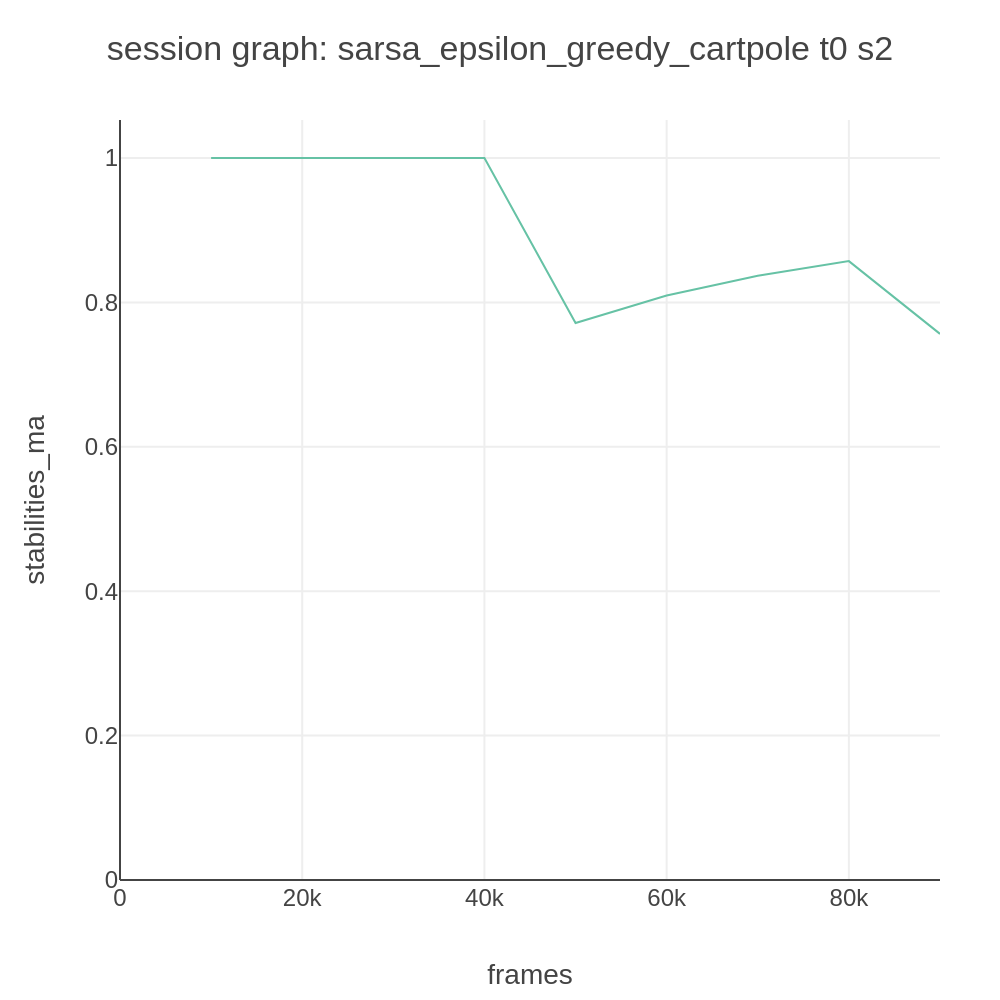 session graph: sarsa_epsilon_greedy_cartpole t0 s2
stabilities_ma
1
0.8
0.6
0.4
0.2
0
0
20k
40k
60k
80k
frames